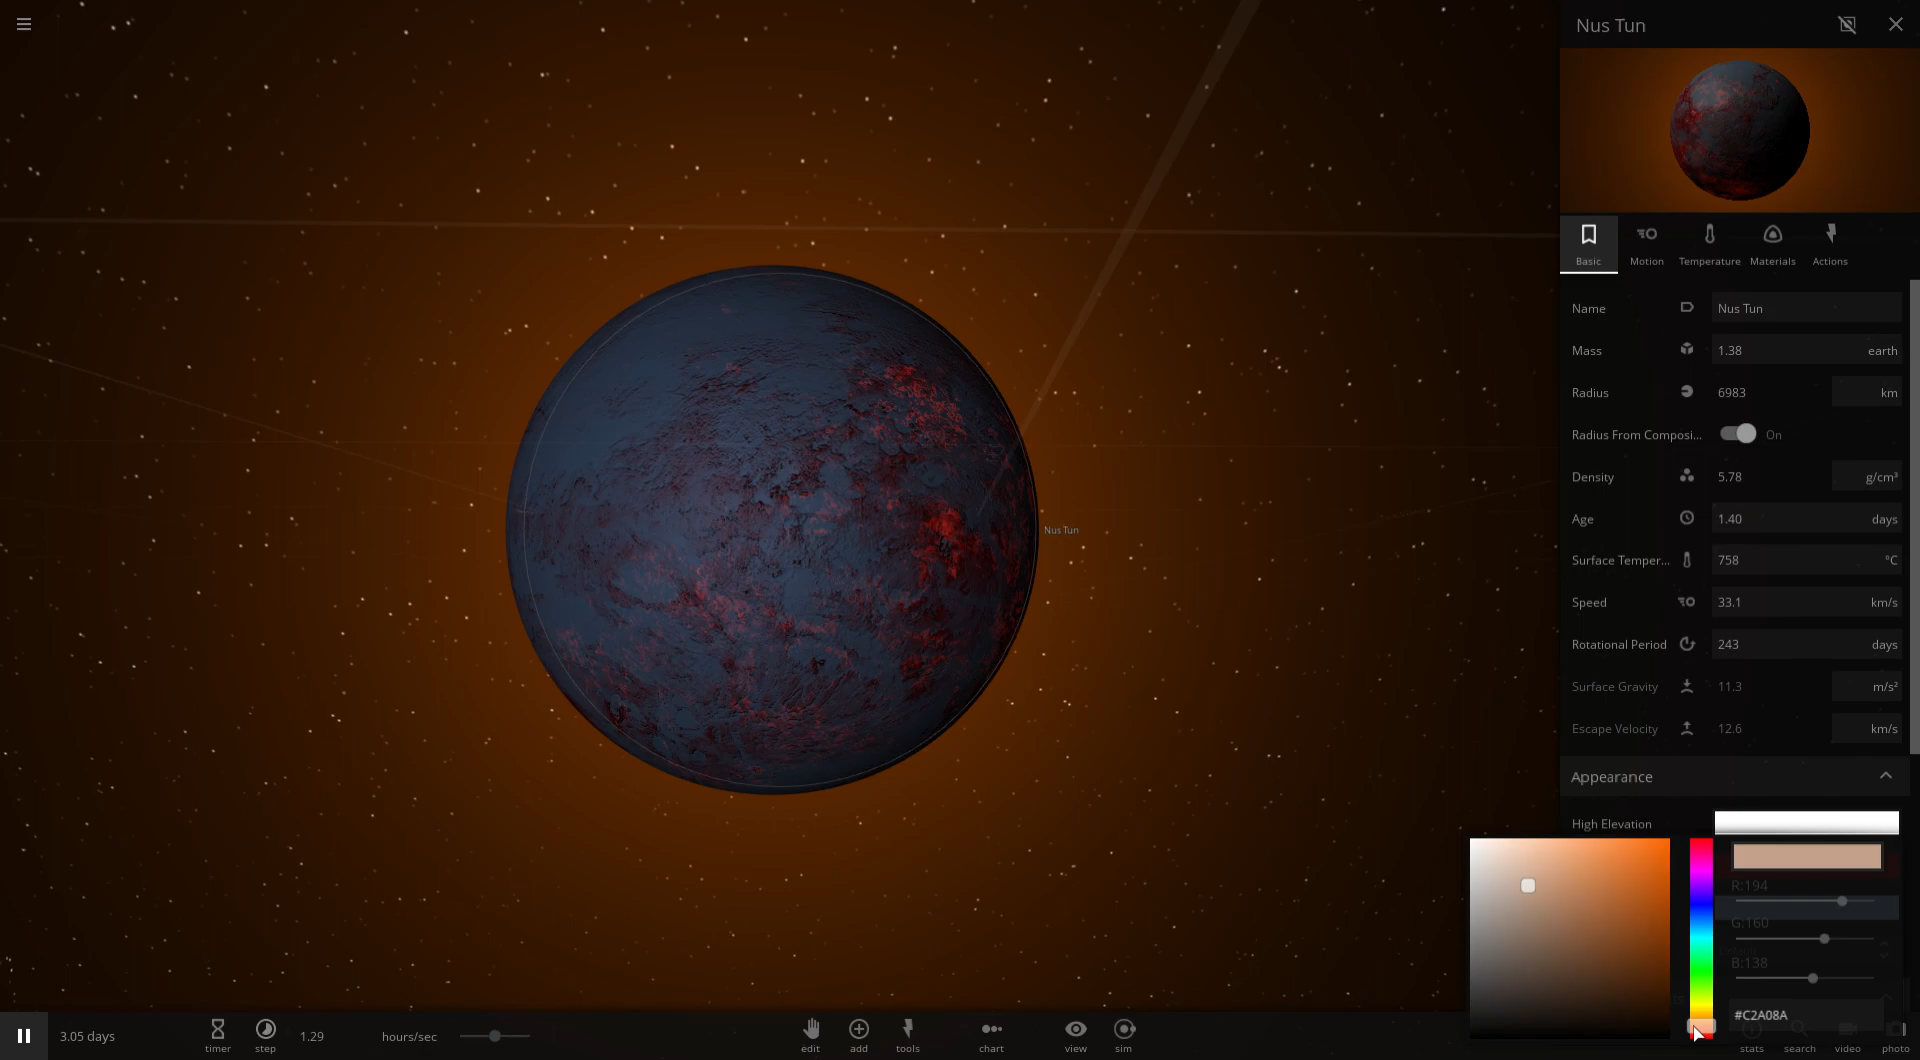 Nus Tun
Basic
Motion
Temperature
Materials
Actions
Name Nus Tun
Mass 1.38 earth
Radius 6983 km
Radius From Composi... On
Density 5.78 g/cm³
Age 1.40 days
Surface Temper... 758 °C
Speed 33.1 km/s
Rotational Period 243 days
Surface Gravity 11.3 m/s²
Escape Velocity 12.6 km/s
Appearance
High Elevation
R:194
G:160
B:138
#C2A08A
Nus Tun
3.05 days
timer
step
1.29 hours/sec
edit
add
tools
chart
view
sim
stats
search
video
photo